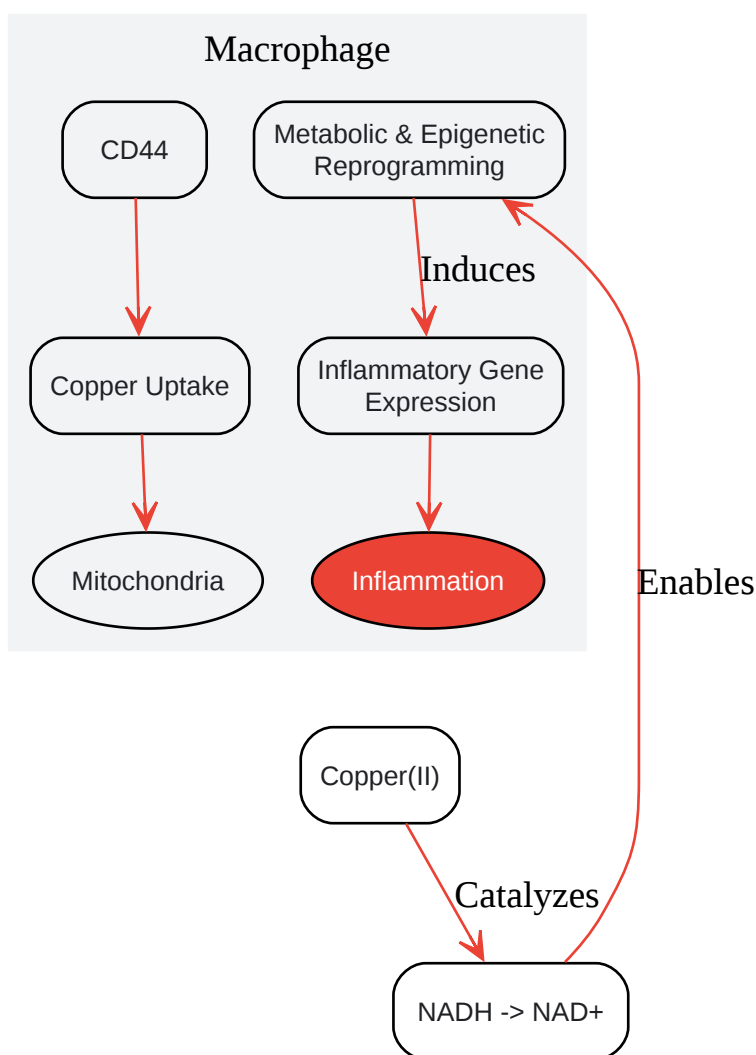 Macrophage
CD44
Metabolic & Epigenetic
Reprogramming
Induces
Copper Uptake
Inflammatory Gene
Expression
Mitochondria
Inflammation
Enables
Copper(II)
Catalyzes
NADH -> NAD+